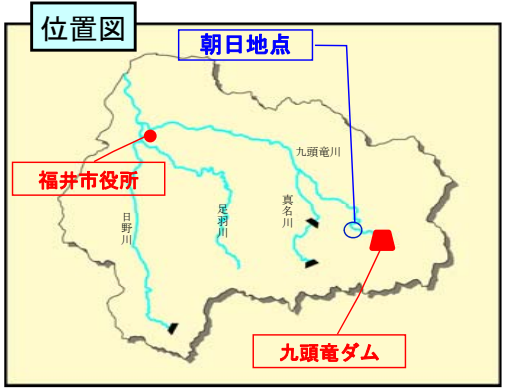 位置図
朝日地点
九頭竜川
福井市役所
真名川
足羽川
日野川
九頭竜ダム